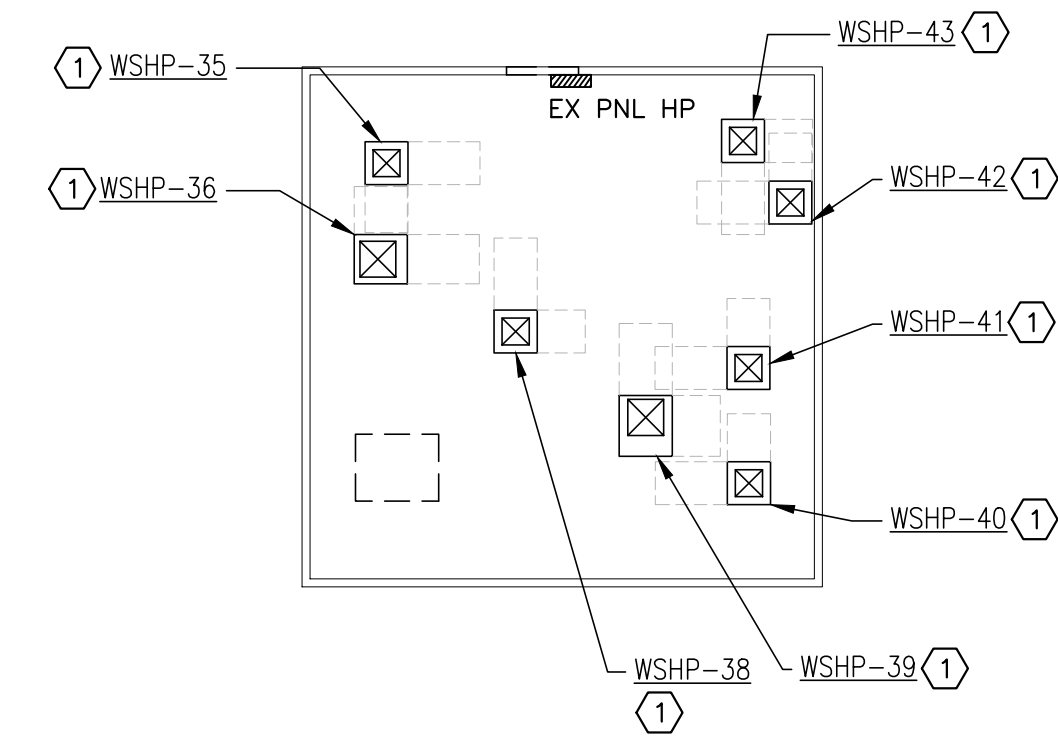 WSHP-43 1
1 WSHP-35
EX PNL HP
WSHP-42 1
1 WSHP-36
WSHP-41 1
WSHP-40 1
WSHP-38
1
WSHP-39 1